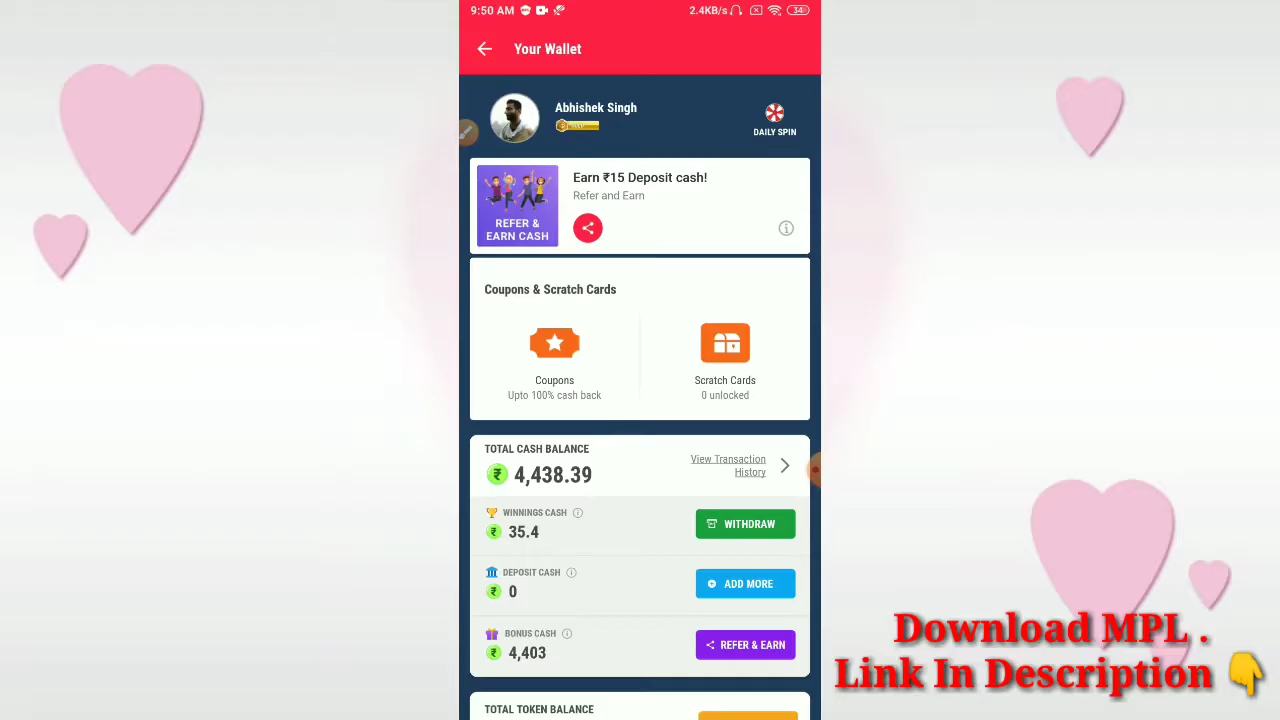 9:50 AM
2.4KB/s
34
Your Wallet
Abhishek Singh
DAILY SPIN
Earn ₹15 Deposit cash!
Refer and Earn
REFER &
EARN CASH
Coupons & Scratch Cards
Coupons
Upto 100% cash back
Scratch Cards
0 unlocked
TOTAL CASH BALANCE
₹ 4,438.39
View Transaction
History
WINNINGS CASH
₹ 35.4
WITHDRAW
DEPOSIT CASH
₹ 0
ADD MORE
BONUS CASH
₹ 4,403
REFER & EARN
TOTAL TOKEN BALANCE
Download MPL .
Link In Description 👇